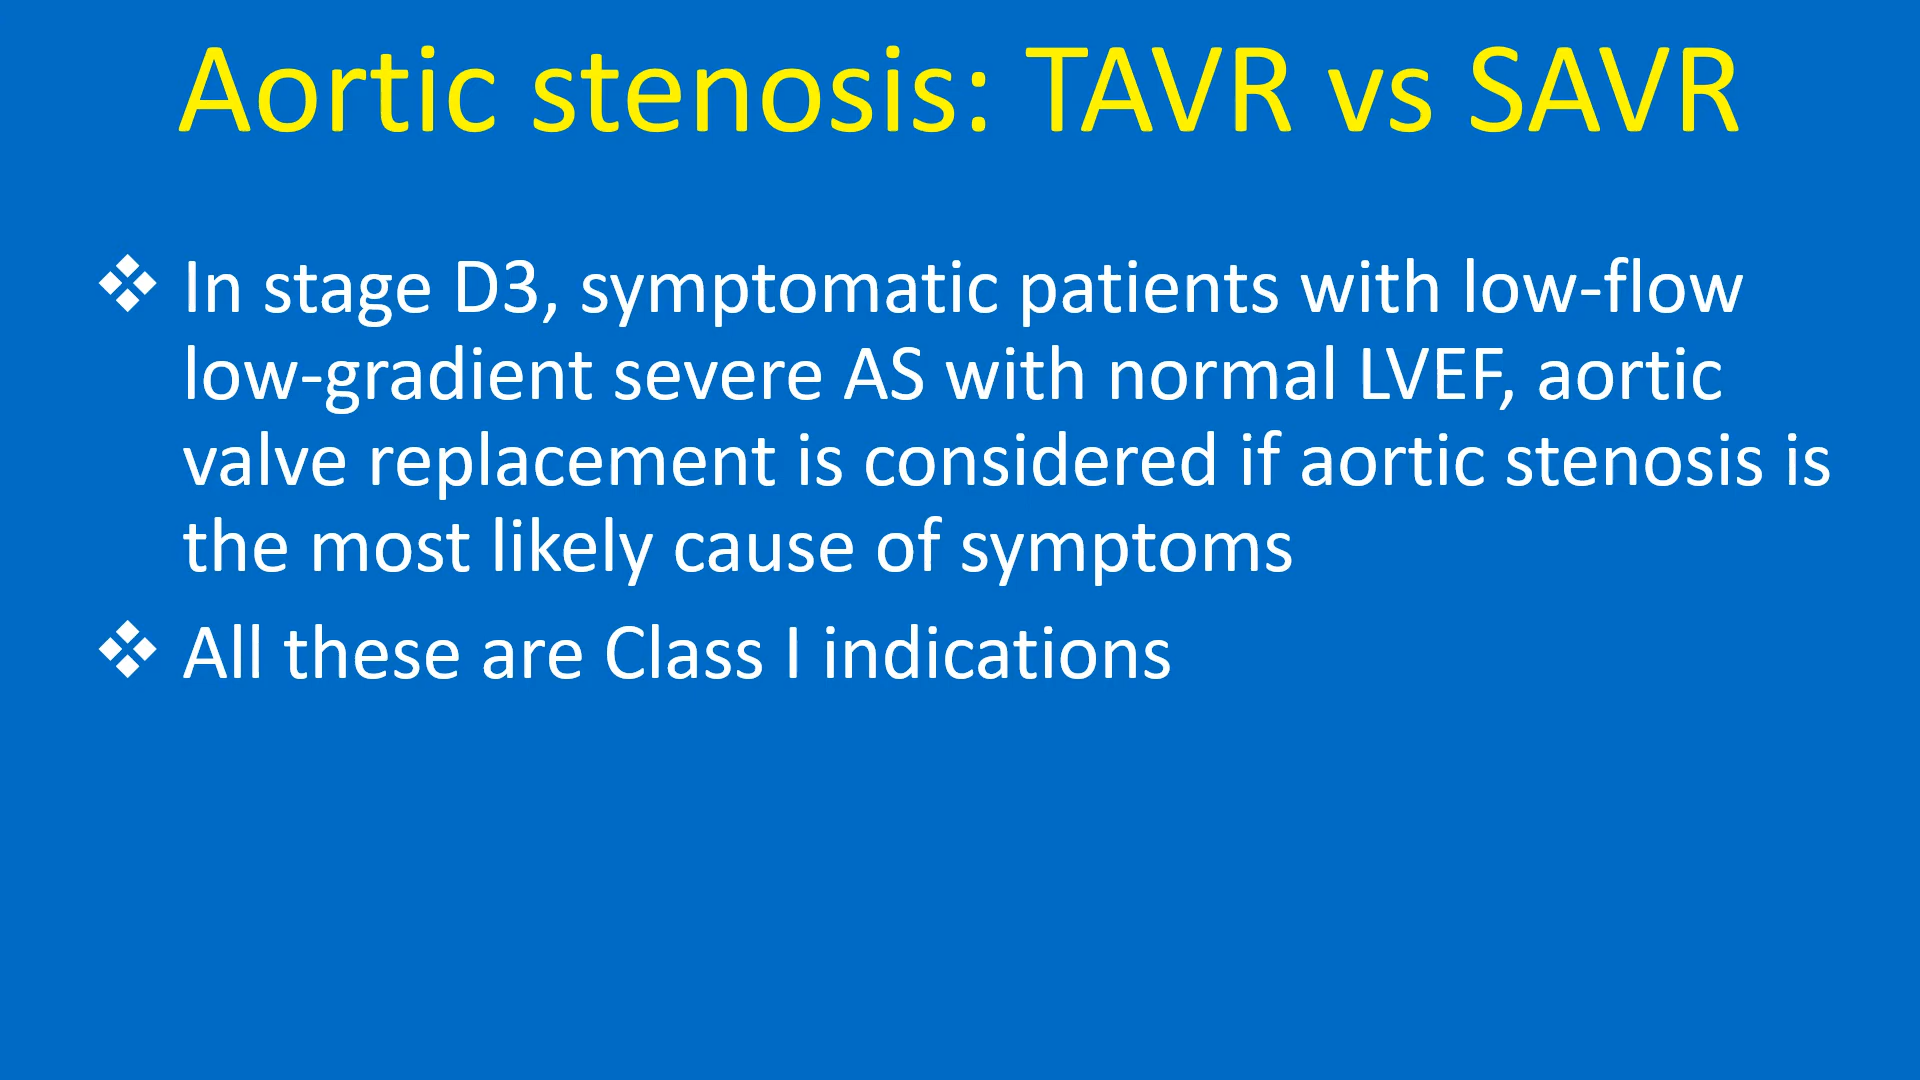 Aortic stenosis: TAVR vs SAVR
❖ In stage D3, symptomatic patients with low-flow
low-gradient severe AS with normal LVEF, aortic
valve replacement is considered if aortic stenosis is
the most likely cause of symptoms
❖ All these are Class I indications